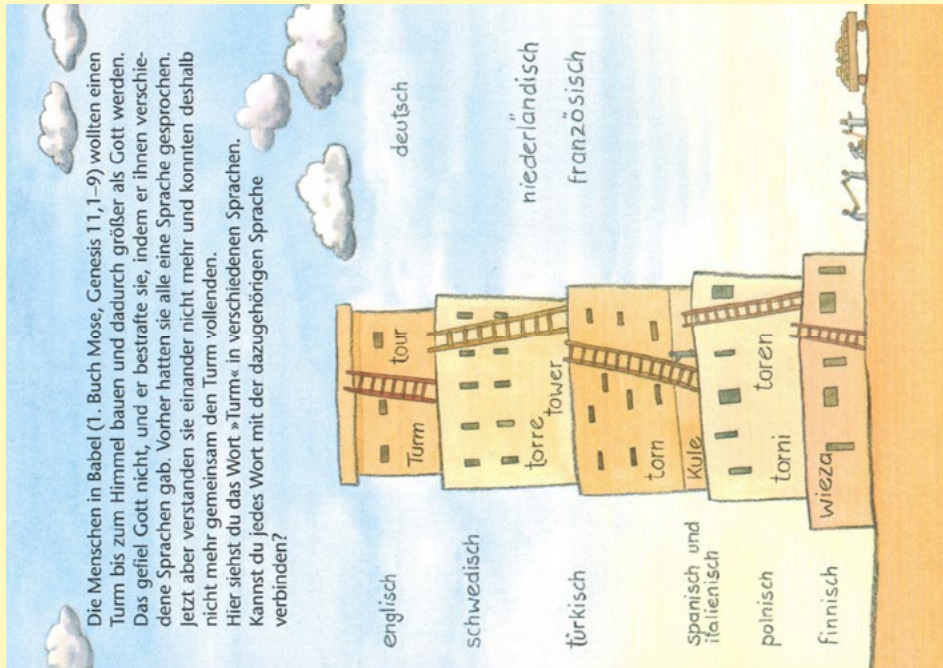 Die Menschen in Babel (1. Buch Mose, Genesis 11,1–9) wollten einen
Turm bis zum Himmel bauen und dadurch größer als Gott werden.
Das gefiel Gott nicht, und er bestrafte sie, indem er ihnen verschie-
dene Sprachen gab. Vorher hatten sie alle eine Sprache gesprochen.
Jetzt aber verstanden sie einander nicht mehr und konnten deshalb
nicht mehr gemeinsam den Turm vollenden.
Hier siehst du das Wort »Turm« in verschiedenen Sprachen.
Kannst du jedes Wort mit der dazugehörigen Sprache
verbinden?
englisch
schwedisch
türkisch
spanisch und
italienisch
polnisch
finnisch
Turm
tour
torre
tower
torn
Kule
torni
toren
wieza
deutsch
niederländisch
französisch